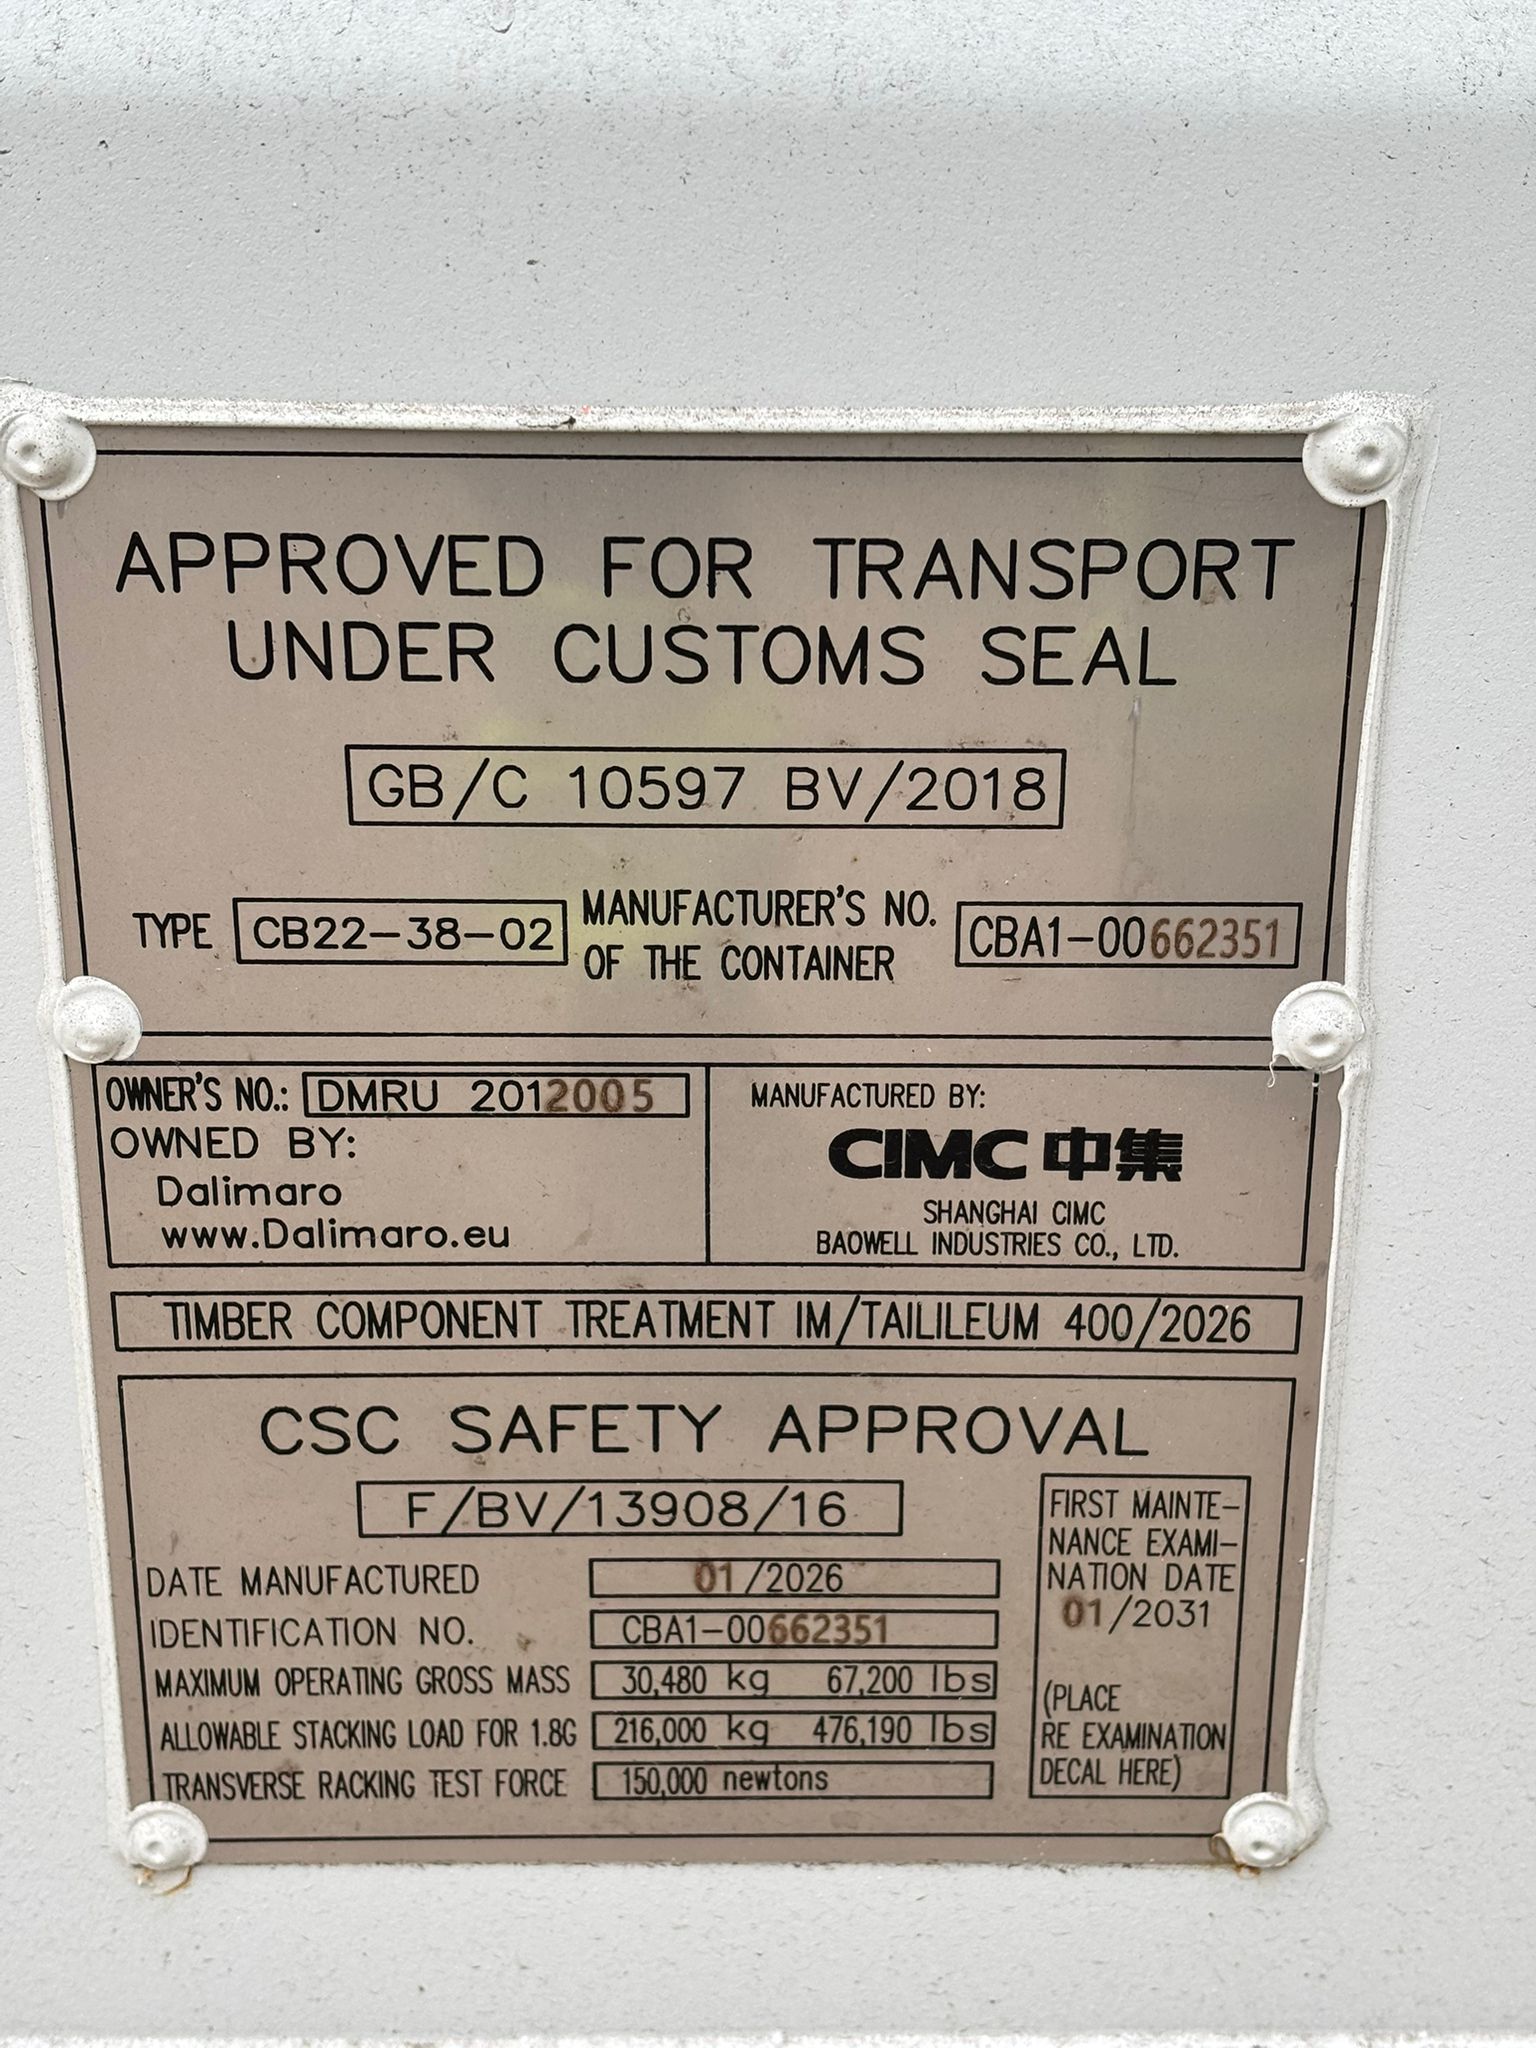 APPROVED FOR TRANSPORT
UNDER CUSTOMS SEAL
GB/C 10597 BV/2018
TYPE CB22-38-02 MANUFACTURER'S NO. OF THE CONTAINER CBA1-00662351
OWNER'S NO.: DMRU 2012005
OWNED BY:
Dalimaro
www.Dalimaro.eu
MANUFACTURED BY:
CIMC 中集
SHANGHAI CIMC
BAOWELL INDUSTRIES CO., LTD.
TIMBER COMPONENT TREATMENT IM/TAILILEUM 400/2026
CSC SAFETY APPROVAL
F/BV/13908/16
DATE MANUFACTURED 01/2026
IDENTIFICATION NO. CBA1-00662351
MAXIMUM OPERATING GROSS MASS 30,480 kg 67,200 lbs
ALLOWABLE STACKING LOAD FOR 1.8G 216,000 kg 476,190 lbs
TRANSVERSE RACKING TEST FORCE 150,000 newtons
FIRST MAINTE-
NANCE EXAMI-
NATION DATE
01/2031
(PLACE
RE EXAMINATION
DECAL HERE)